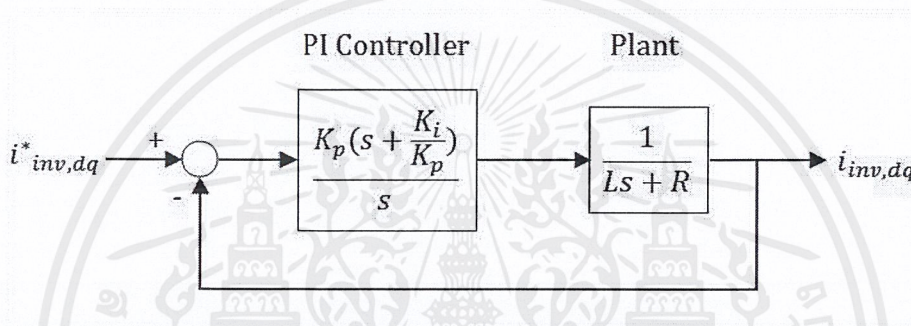 PI Controller
Plant
i*inv,dq
+
-
Kp(s + Ki/Kp)
s
1
Ls + R
iinv,dq